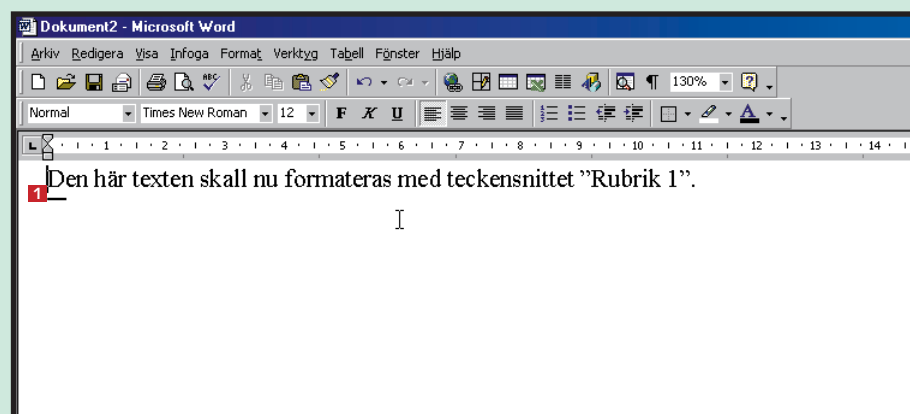 Dokument2 - Microsoft Word
Arkiv Redigera Visa Infoga Format Verktyg Tabell Fönster Hjälp
ABC 130%
Normal Times New Roman 12 F K U A
L 1 2 3 4 5 6 7 8 9 10 11 12 13 14
Den här texten skall nu formateras med teckensnittet ”Rubrik 1”.
1